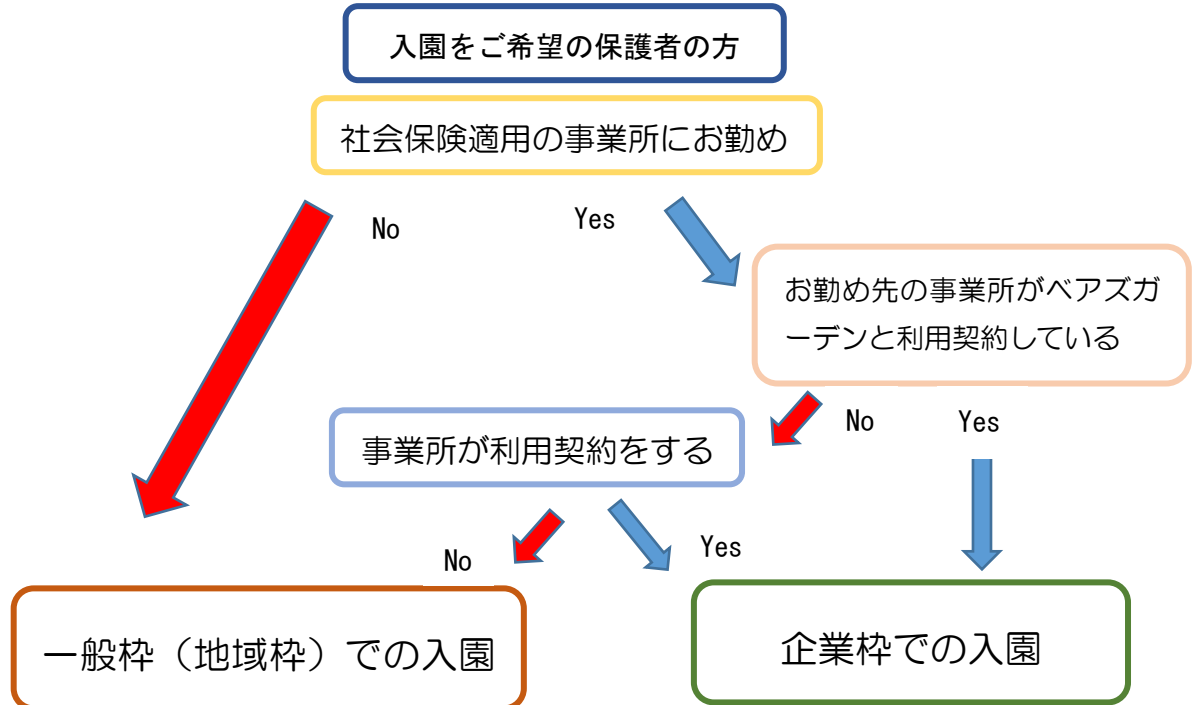 入園をご希望の保護者の方
社会保険適用の事業所にお勤め
No
Yes
お勤め先の事業所がベアズガ
ーデンと利用契約している
No
Yes
事業所が利用契約をする
No
Yes
一般枠（地域枠）での入園
企業枠での入園